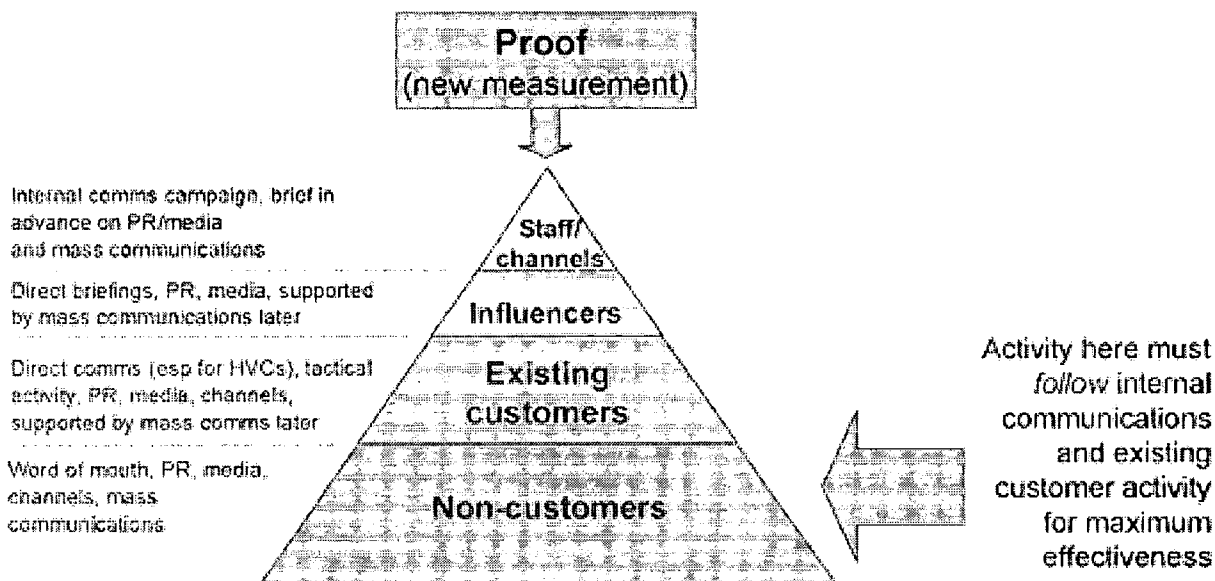 Proof
(new measurement)
Internal comms campaign, brief in
advance on PR/media
and mass communications
Staff/
channels
Direct briefings, PR, media, supported
by mass communications later
Influencers
Direct comms (esp for HVCs), tactical
activity, PR, media, channels,
supported by mass comms later
Existing
customers
Word of mouth, PR, media,
channels, mass
communications
Non-customers
Activity here must
follow internal
communications
and existing
customer activity
for maximum
effectiveness